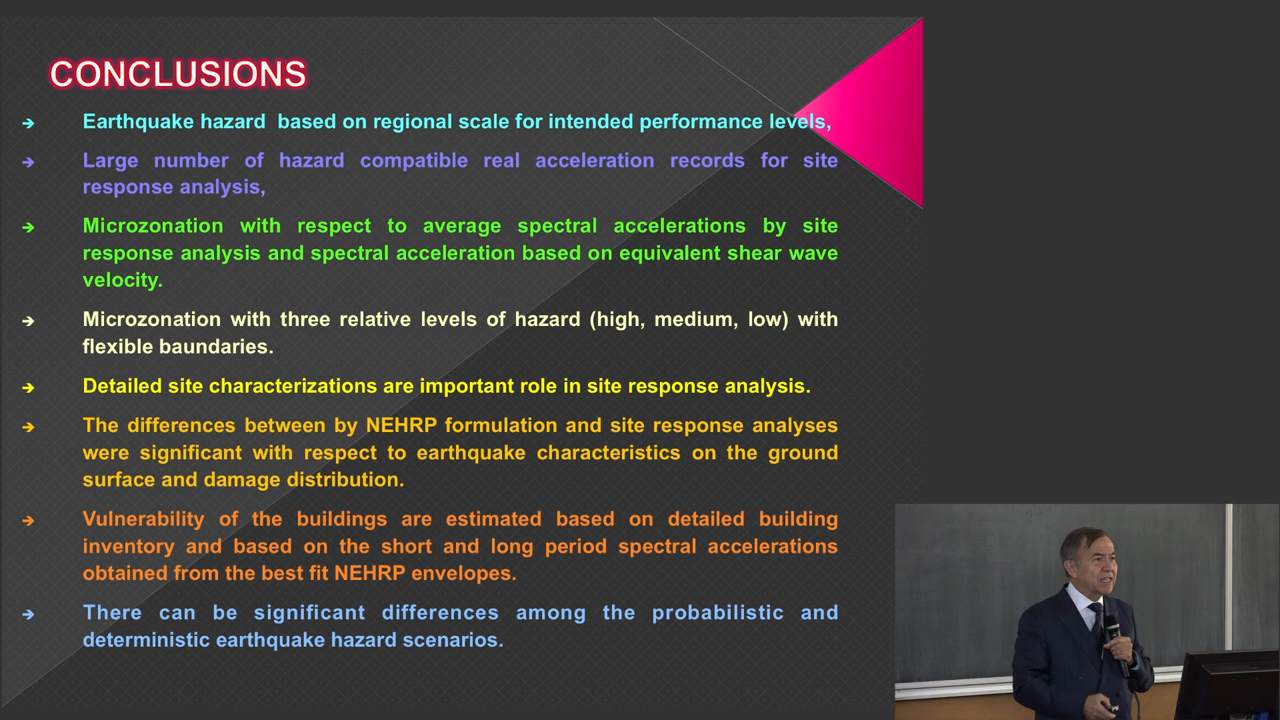 CONCLUSIONS
Earthquake hazard based on regional scale for intended performance levels,
Large number of hazard compatible real acceleration records for site
response analysis,
Microzonation with respect to average spectral accelerations by site
response analysis and spectral acceleration based on equivalent shear wave
velocity.
Microzonation with three relative levels of hazard (high, medium, low) with
flexible baundaries.
Detailed site characterizations are important role in site response analysis.
The differences between by NEHRP formulation and site response analyses
were significant with respect to earthquake characteristics on the ground
surface and damage distribution.
Vulnerability of the buildings are estimated based on detailed building
inventory and based on the short and long period spectral accelerations
obtained from the best fit NEHRP envelopes.
There can be significant differences among the probabilistic and
deterministic earthquake hazard scenarios.